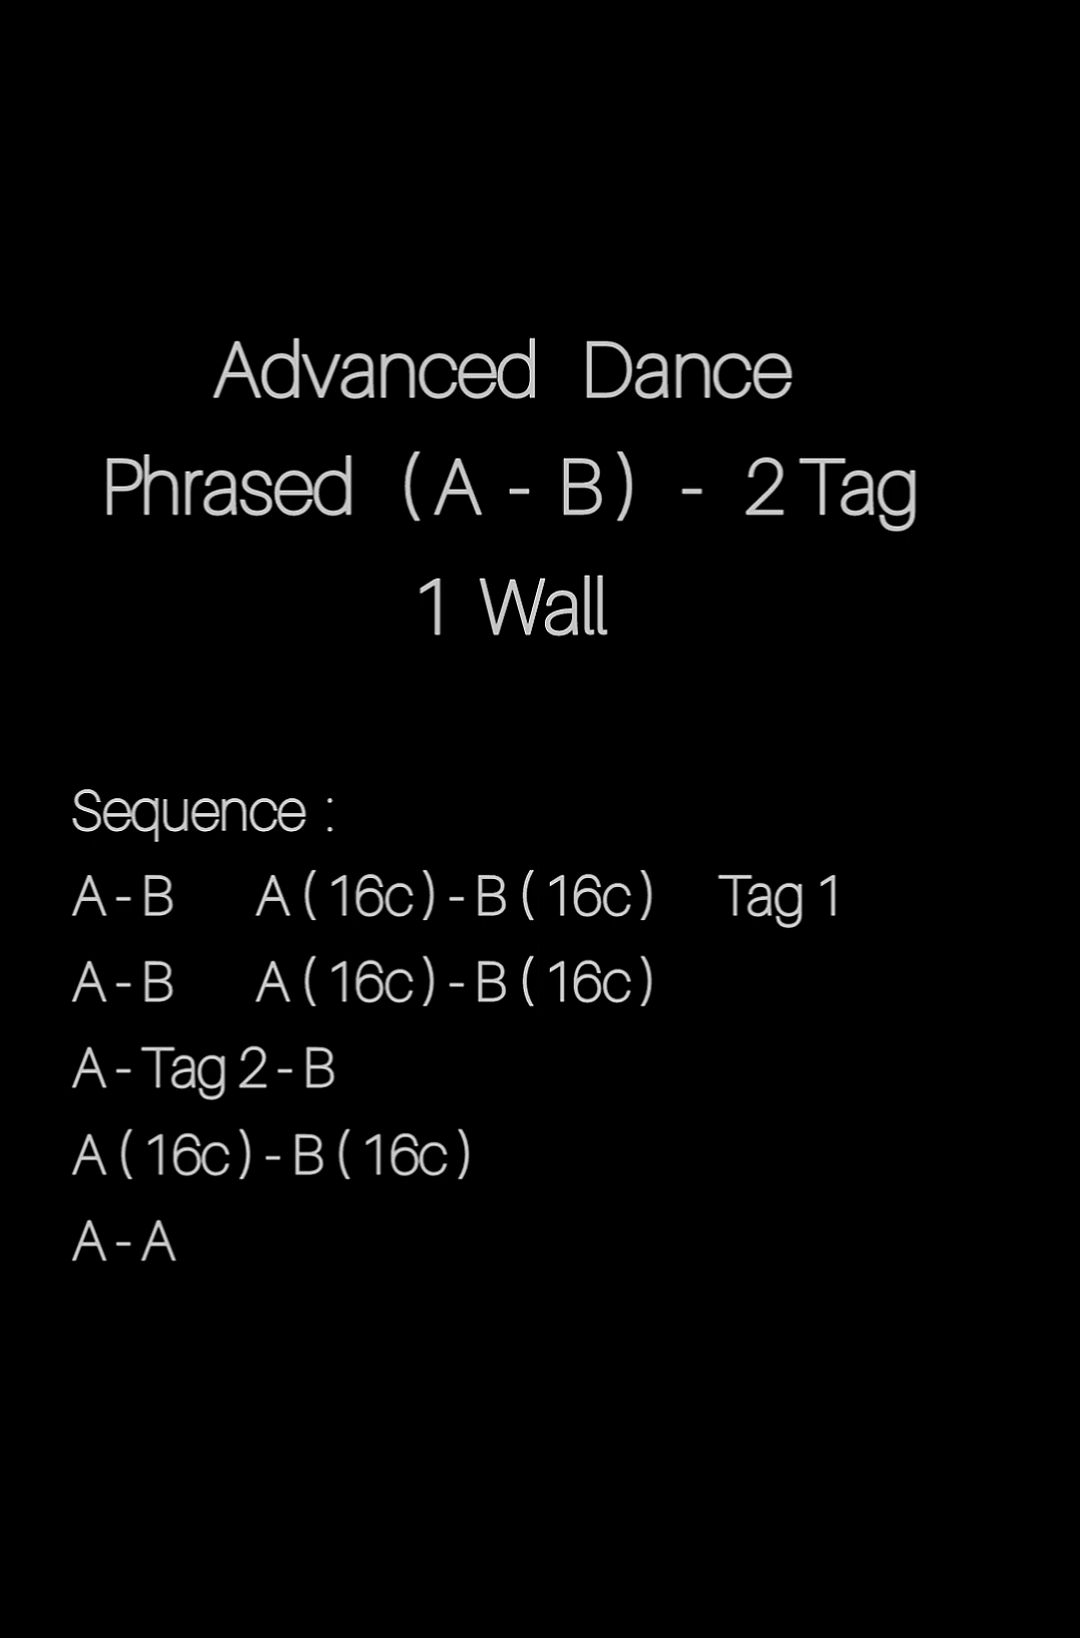 Advanced Dance
Phrased (A - B) - 2 Tag
1 Wall
Sequence :
A - B A ( 16c ) - B ( 16c ) Tag 1
A - B A ( 16c ) - B ( 16c )
A - Tag 2 - B
A ( 16c ) - B ( 16c )
A - A